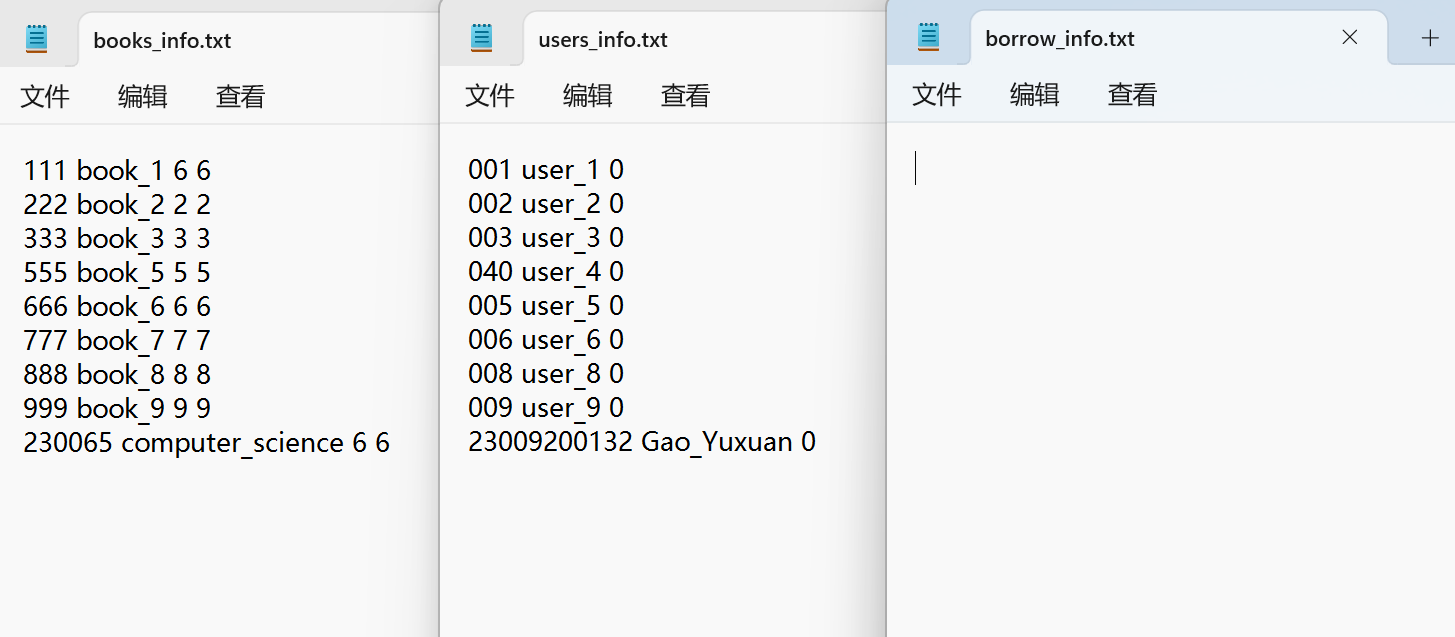 books_info.txt
文件 编辑 查看
111 book_1 6 6
222 book_2 2 2
333 book_3 3 3
555 book_5 5 5
666 book_6 6 6
777 book_7 7 7
888 book_8 8 8
999 book_9 9 9
230065 computer_science 6 6
users_info.txt
文件 编辑 查看
001 user_1 0
002 user_2 0
003 user_3 0
040 user_4 0
005 user_5 0
006 user_6 0
008 user_8 0
009 user_9 0
23009200132 Gao_Yuxuan 0
borrow_info.txt
文件 编辑 查看